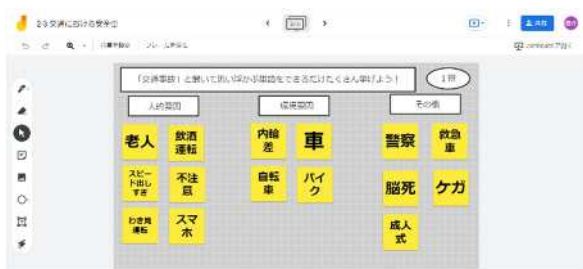 2-3.交通における安全①
「交通事故」と聞いて思い浮かぶ単語をできるだけたくさん挙げよう！
1班
人的要因
環境要因
その他
老人
飲酒
運転
内輪
差
車
警察
救急
車
スピー
ド出し
すぎ
不注
意
自転
車
バイ
ク
脳死
ケガ
わき見
運転
スマ
ホ
成人
式